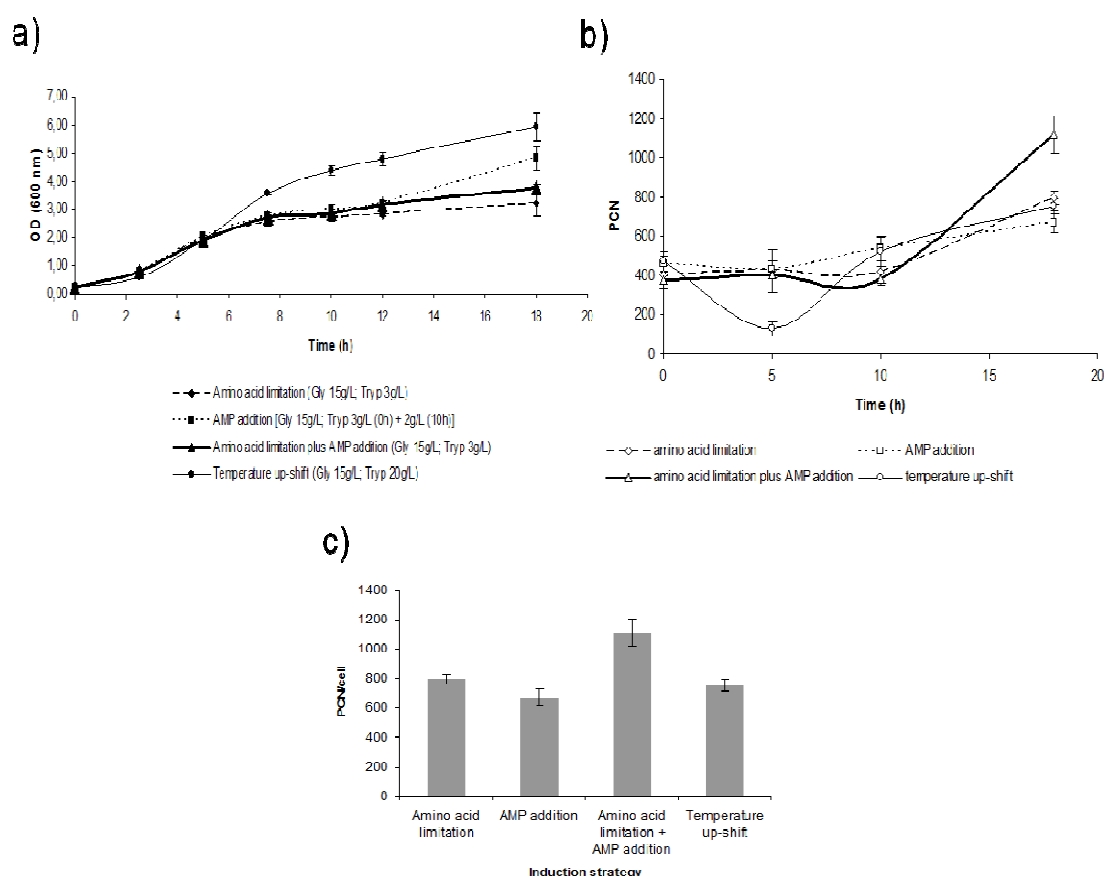 a)
7,00
6,00
5,00
4,00
3,00
2,00
1,00
0,00
OD (600 nm)
0 2 4 6 8 10 12 14 16 18 20
Time (h)
Amino acid limitation (Gly 15g/L; Tryp 3g/L)
AMP addition [Gly 15g/L; Tryp 3g/L (0h) + 2g/L (10h)]
Amino acid limitation plus AMP addition (Gly 15g/L; Tryp 3g/L)
Temperature up-shift (Gly 15g/L; Tryp 20g/L)
b)
1400
1200
1000
800
600
400
200
0
PCN
0 5 10 15 20
Time (h)
amino acid limitation
AMP addition
amino acid limitation plus AMP addition
temperature up-shift
c)
1400
1200
1000
800
600
400
200
0
PCN/cell
Amino acid limitation
AMP addition
Amino acid limitation + AMP addition
Temperature up-shift
Induction strategy